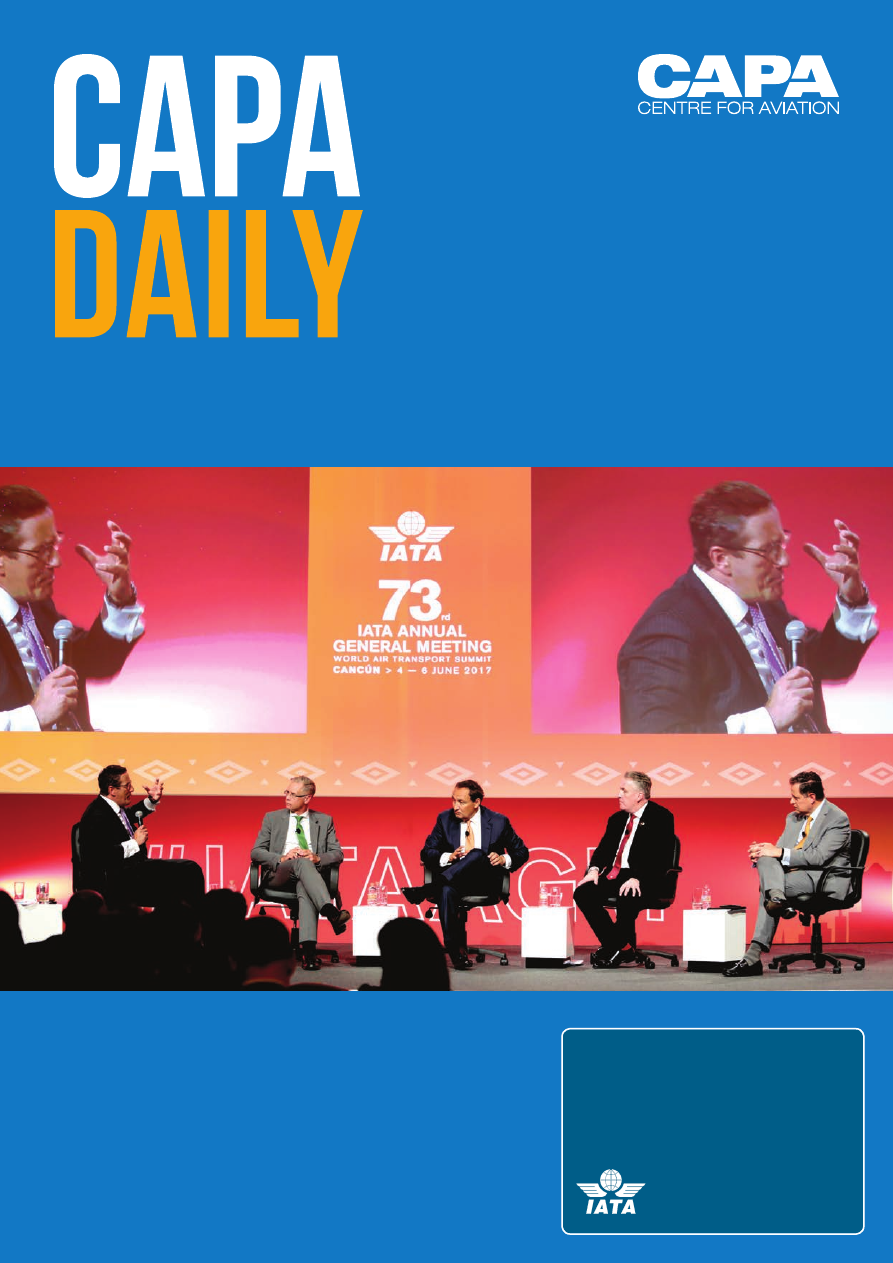 CAPA
DAILY
CAPA
CENTRE FOR AVIATION
IATA
73rd
IATA ANNUAL
GENERAL MEETING
WORLD AIR TRANSPORT SUMMIT
CANCÚN > 4 — 6 JUNE 2017
#IATAAGM
IATA